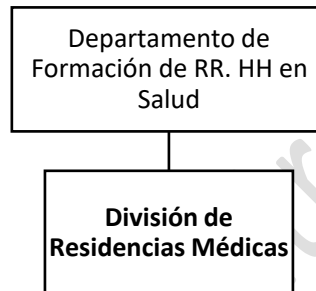 Departamento de
Formación de RR. HH en
Salud
División de
Residencias Médicas